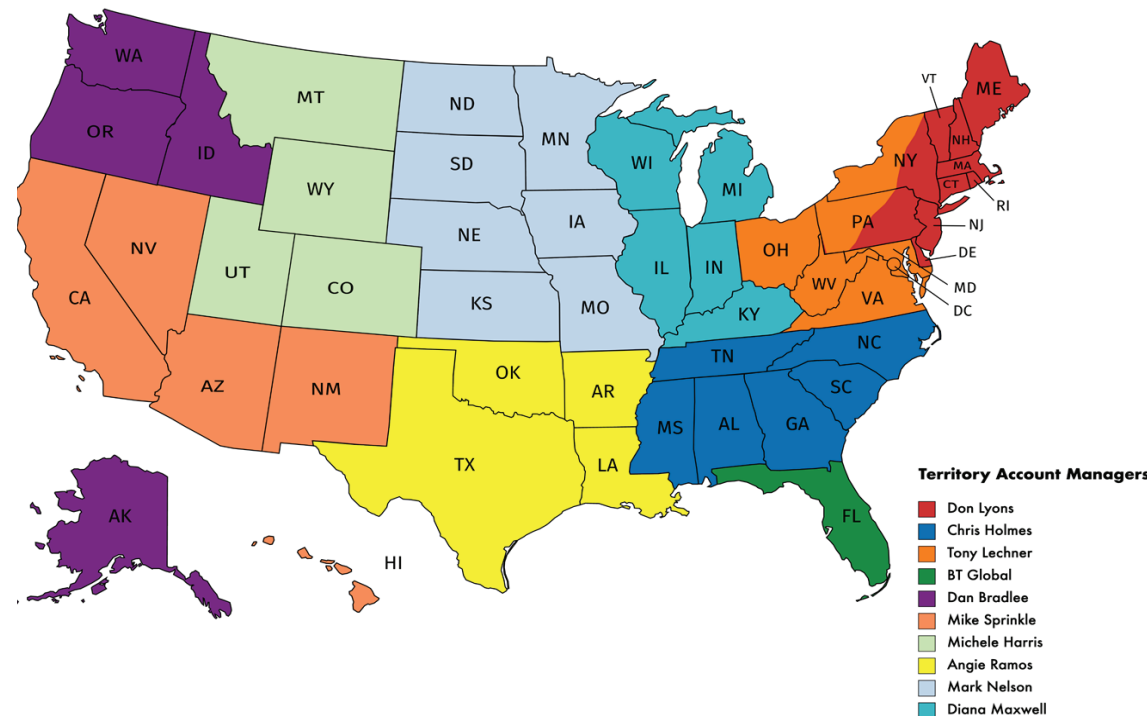 WA
VT
ME
MT
ND
OR
MN
NH
ID
SD
WI
NY
MA
MI
CT
WY
RI
IA
PA
NJ
NE
NV
OH
DE
UT
IL
IN
CO
WV
MD
CA
KS
MO
VA
DC
KY
NC
TN
OK
AZ
NM
AR
SC
MS
AL
GA
TX
LA
Territory Account Managers
AK
FL
Don Lyons
Chris Holmes
Tony Lechner
HI
BT Global
Dan Bradlee
Mike Sprinkle
Michele Harris
Angie Ramos
Mark Nelson
Diana Maxwell